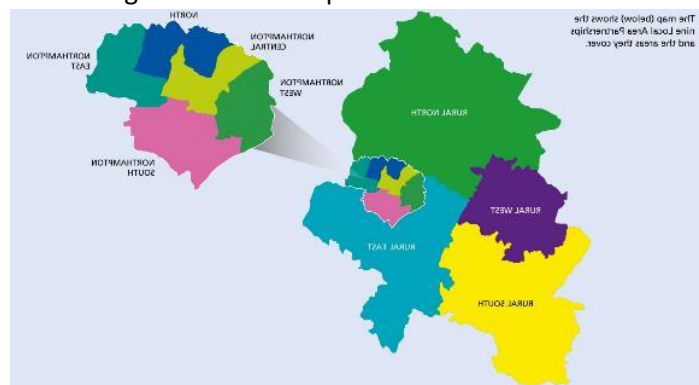 The map (below) shows the
nine Local Area Partnerships
and the areas they cover.
NORTH
NORTHAMPTON
CENTRAL
NORTHAMPTON
EAST
NORTHAMPTON
WEST
NORTHAMPTON
SOUTH
RURAL NORTH
RURAL WEST
RURAL EAST
RURAL SOUTH